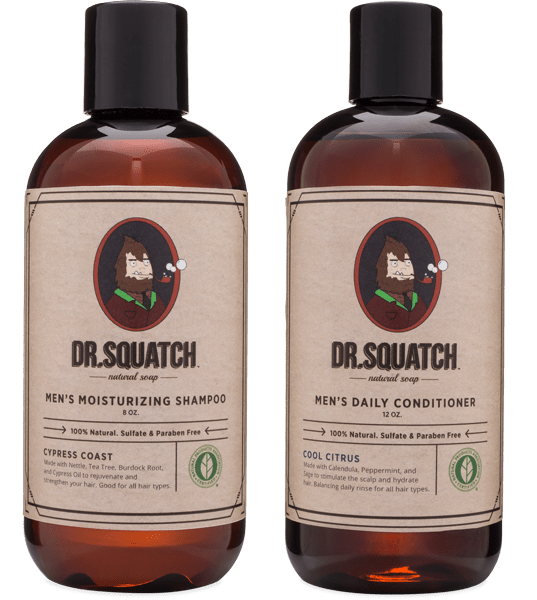 DR.SQUATCH™
natural soap
MEN'S MOISTURIZING SHAMPOO
8 OZ.
100% Natural. Sulfate & Paraben Free
CYPRESS COAST
Made with Nettle, Tea Tree, Burdock Root,
and Cypress Oil to rejuvenate and
strengthen your hair. Good for all hair types.
DR.SQUATCH™
natural soap
MEN'S DAILY CONDITIONER
12 OZ.
100% Natural. Sulfate & Paraben Free
COOL CITRUS
Made with Calendula, Peppermint, and
Sage to stimulate the scalp and hydrate
hair. Balancing daily rinse for all hair types.